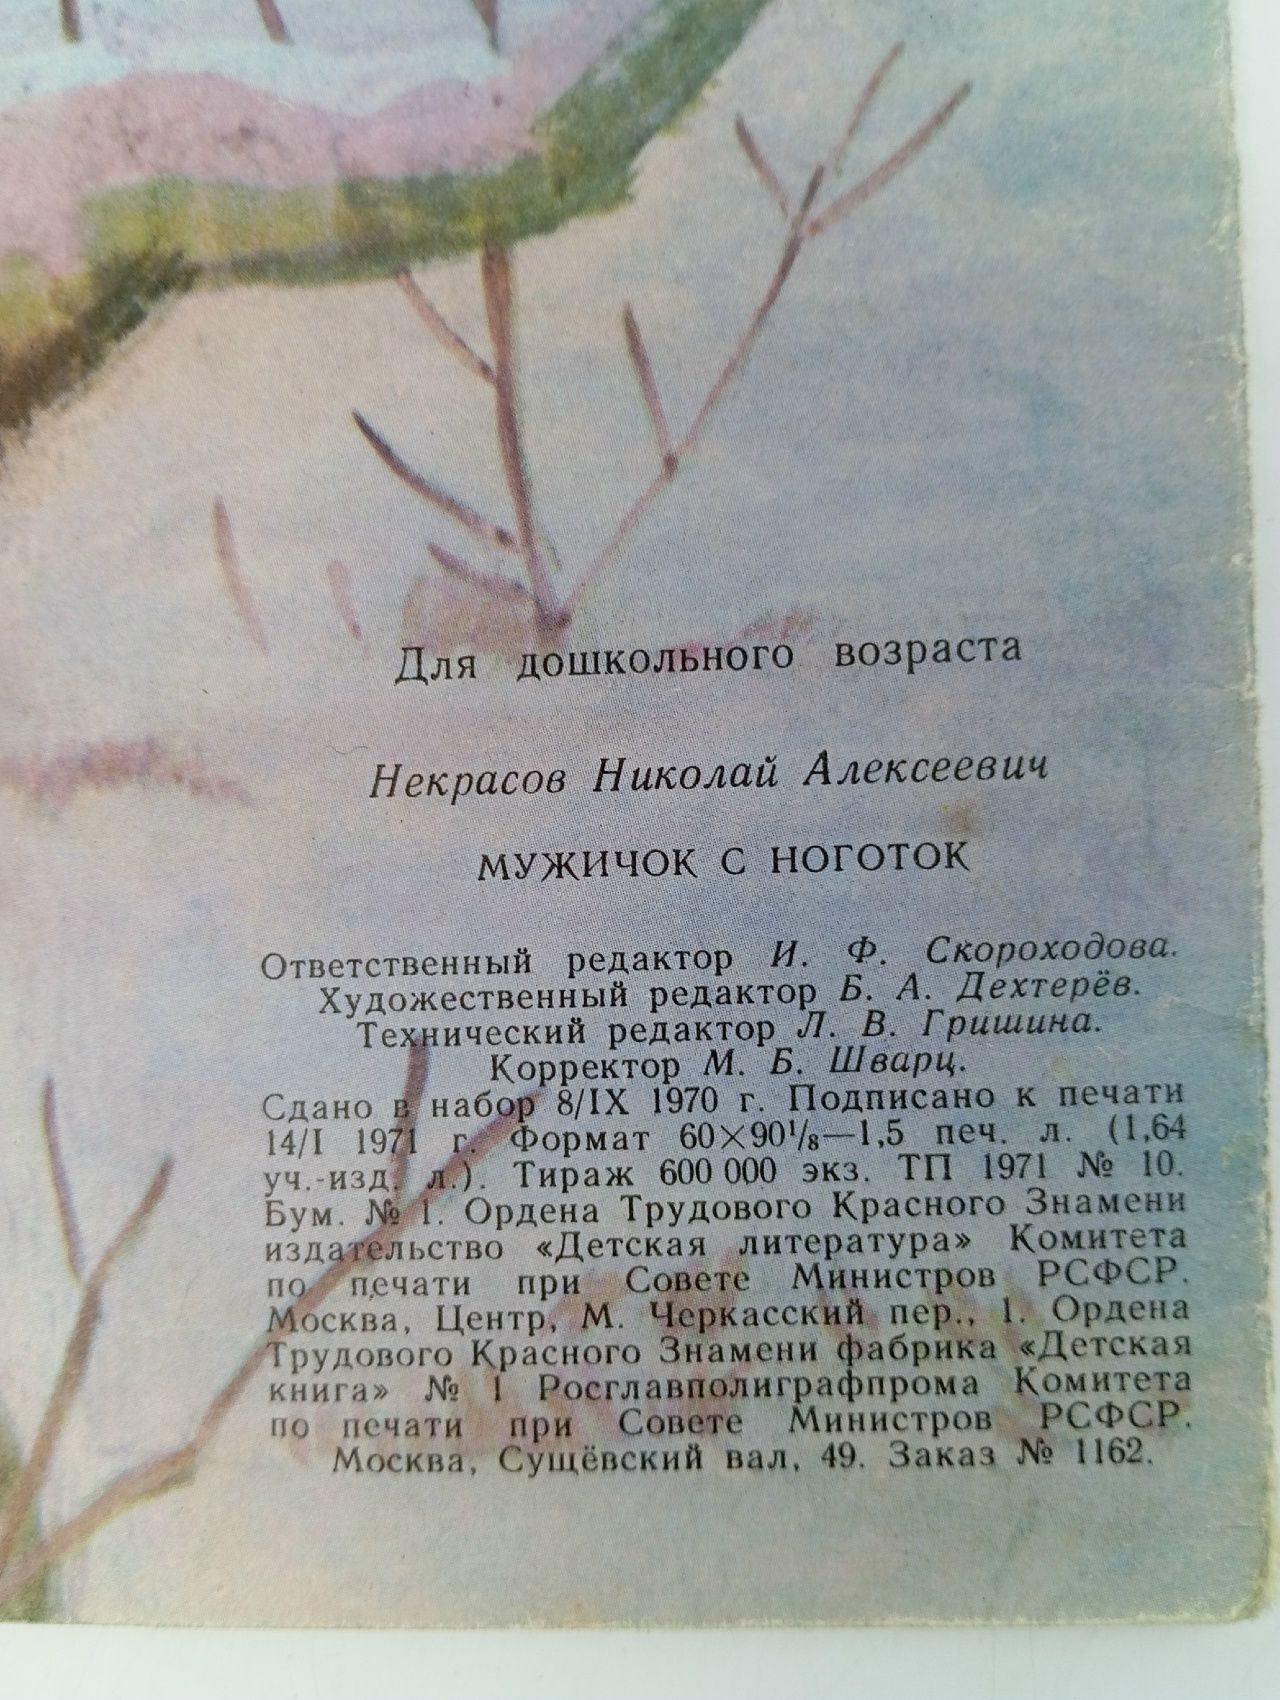 Для дошкольного возраста
Некрасов Николай Алексеевич
МУЖИЧОК С НОГОТОК
Ответственный редактор И. Ф. Скороходова.
Художественный редактор Б. А. Дехтерёв.
Технический редактор Л. В. Гришина.
Корректор М. Б. Шварц.
Сдано в набор 8/IX 1970 г. Подписано к печати
14/I 1971 г. Формат 60×90⅛—1,5 печ. л. (1,64
уч.-изд. л.). Тираж 600 000 экз. ТП 1971 № 10.
Бум. № 1. Ордена Трудового Красного Знамени
издательство «Детская литература» Комитета
по печати при Совете Министров РСФСР.
Москва, Центр, М. Черкасский пер., 1. Ордена
Трудового Красного Знамени фабрика «Детская
книга» № 1 Росглавполиграфпрома Комитета
по печати при Совете Министров РСФСР.
Москва, Сущёвский вал, 49. Заказ № 1162.